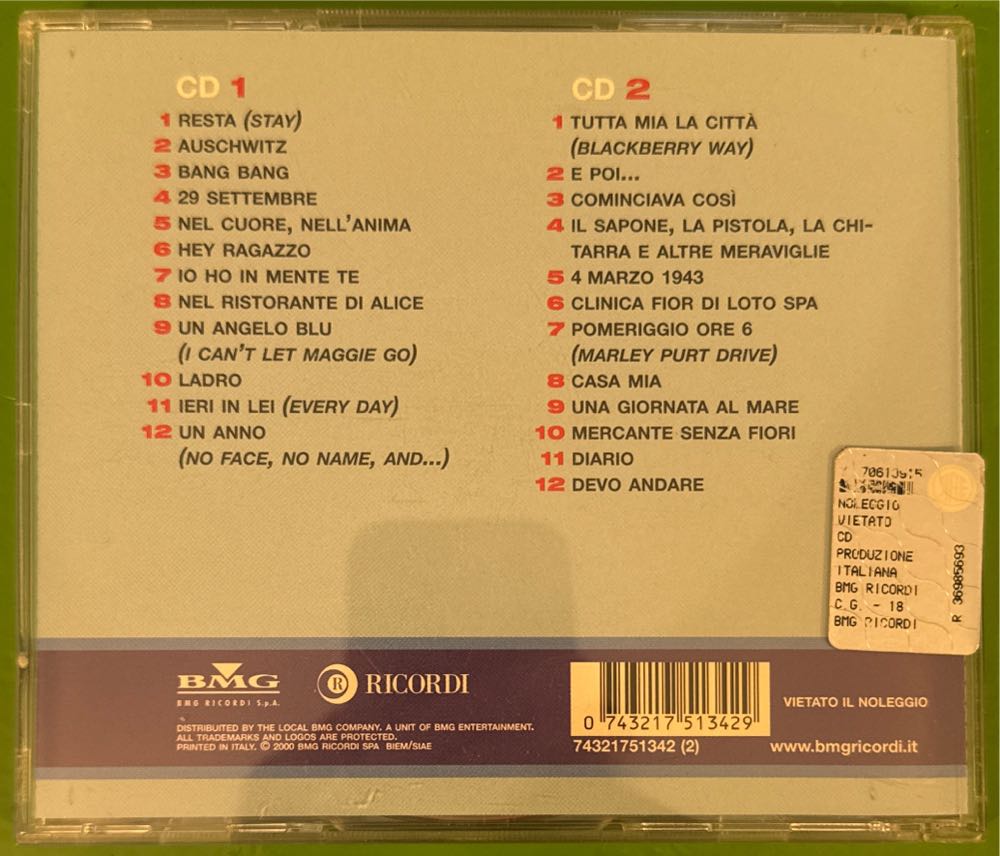 CD 1
1 RESTA (STAY)
2 AUSCHWITZ
3 BANG BANG
4 29 SETTEMBRE
5 NEL CUORE, NELL'ANIMA
6 HEY RAGAZZO
7 IO HO IN MENTE TE
8 NEL RISTORANTE DI ALICE
9 UN ANGELO BLU
(I CAN'T LET MAGGIE GO)
10 LADRO
11 IERI IN LEI (EVERY DAY)
12 UN ANNO
(NO FACE, NO NAME, AND...)
CD 2
1 TUTTA MIA LA CITTÀ
(BLACKBERRY WAY)
2 E POI...
3 COMINCIAVA COSÌ
4 IL SAPONE, LA PISTOLA, LA CHI-
TARRA E ALTRE MERAVIGLIE
5 4 MARZO 1943
6 CLINICA FIOR DI LOTO SPA
7 POMERIGGIO ORE 6
(MARLEY PURT DRIVE)
8 CASA MIA
9 UNA GIORNATA AL MARE
10 MERCANTE SENZA FIORI
11 DIARIO
12 DEVO ANDARE
NOLEGGIO
VIETATO
CD
PRODUZIONE
ITALIANA
BMG RICORDI
C.G. - 18
BMG RICORDI
R 36985693
BMG
BMG RICORDI S.p.A.
R RICORDI
DISTRIBUITED BY THE LOCAL BMG COMPANY. A UNIT OF BMG ENTERTAINMENT.
ALL TRADEMARKS AND LOGOS ARE PROTECTED.
PRINTED IN ITALY. © 2000 BMG RICORDI SPA BIEM/SIAE
0 743217 513429
74321751342 (2)
VIETATO IL NOLEGGIO
www.bmgricordi.it